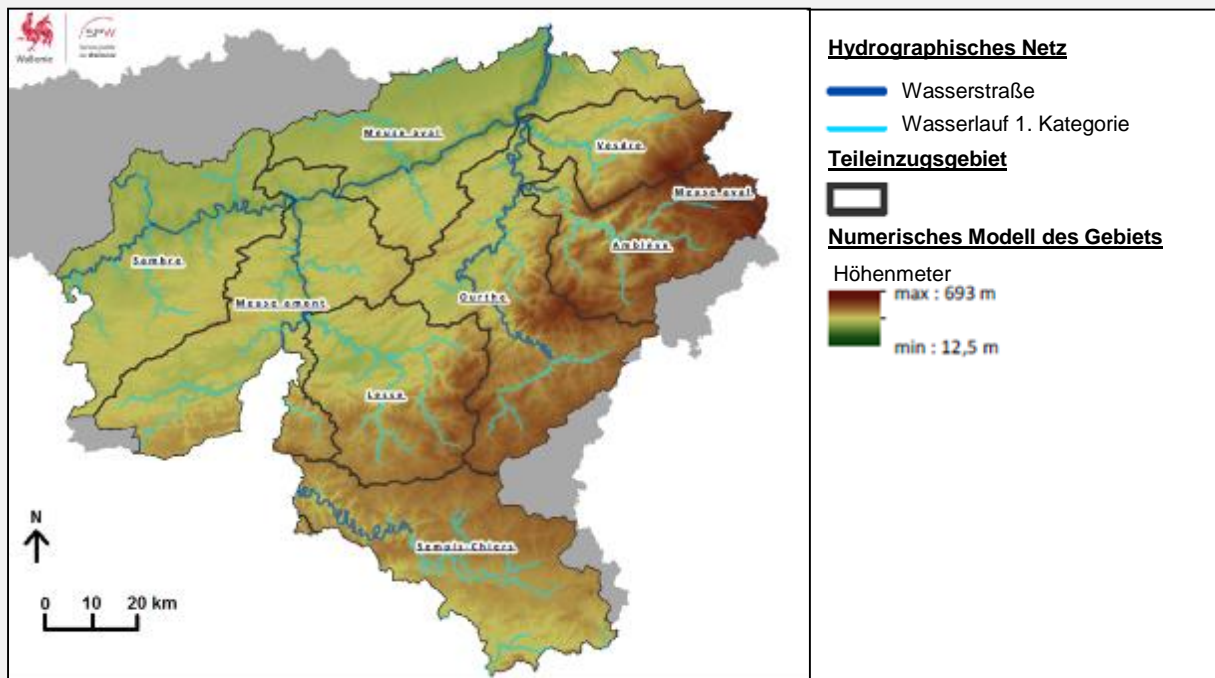 Wallonie
SPW
Hydrographisches Netz
Wasserstraße
Wasserlauf 1. Kategorie
Teileinzugsgebiet
Numerisches Modell des Gebiets
Höhenmeter
max : 693 m
min : 12,5 m
Meuse aval
Vesdre
Meuse aval
Amblève
Sambre
Meuse amont
Ourthe
Lesse
Semois-Chiers
N
0 10 20 km